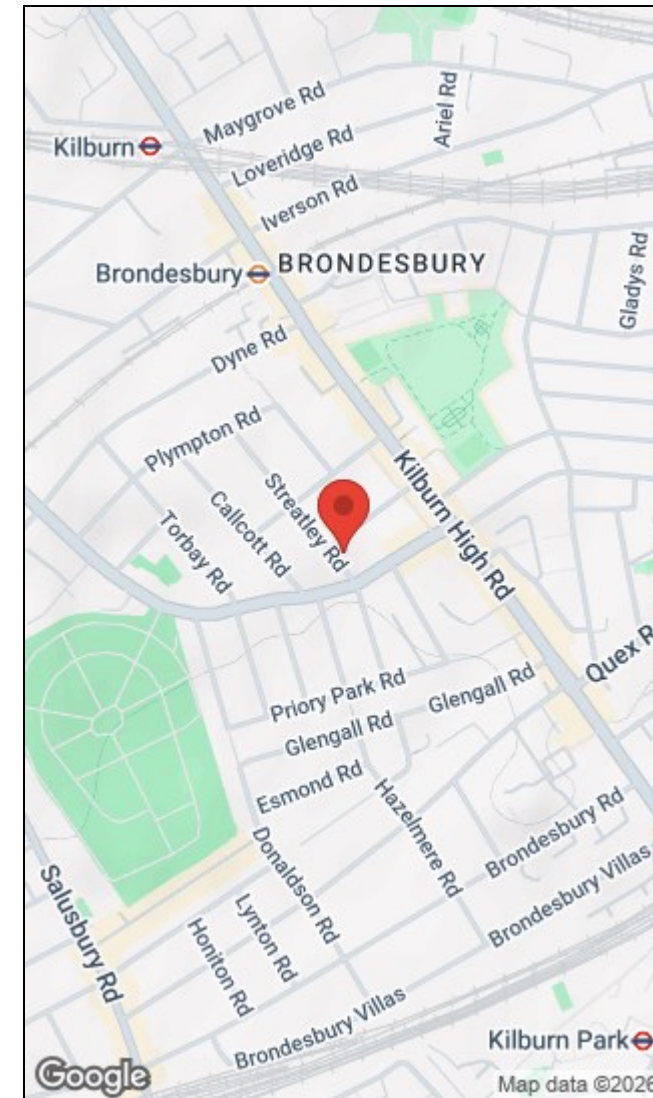 Maygrove Rd
Ariel Rd
Kilburn
Loveridge Rd
Iverson Rd
Brondesbury
BRONDESBURY
Gladys Rd
Dyne Rd
Plympton Rd
Kilburn High Rd
Streatley Rd
Callcott Rd
Torbay Rd
Quex R
Priory Park Rd
Glengall Rd
Glengall Rd
Esmond Rd
Hazelmere Rd
Brondesbury Rd
Donaldson Rd
Salusbury Rd
Lynton Rd
Honiton Rd
Brondesbury Villas
Brondesbury Villas
Kilburn Park
Google
Map data ©2026